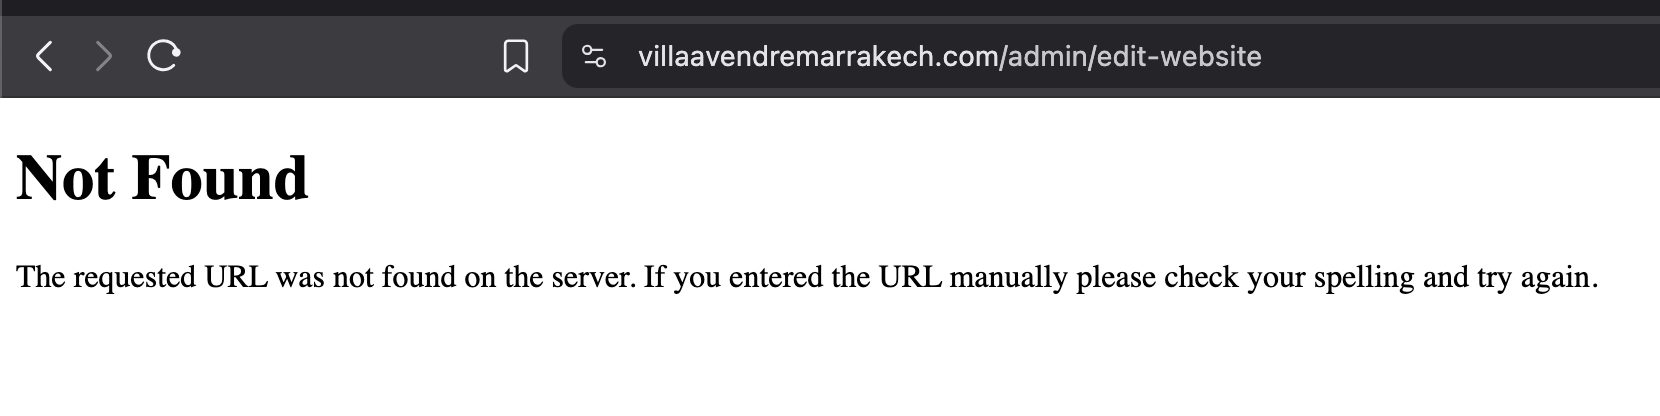 villaavendremarrakech.com/admin/edit-website
Not Found
The requested URL was not found on the server. If you entered the URL manually please check your spelling and try again.